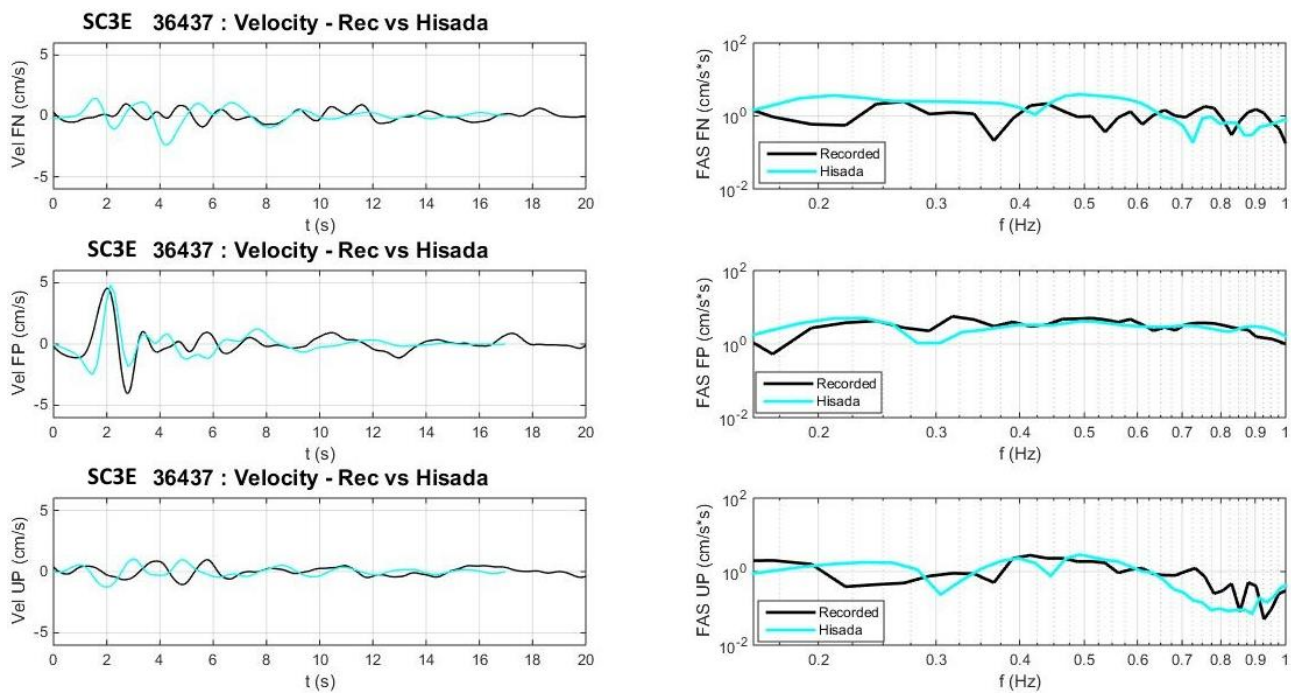 SC3E 36437 : Velocity - Rec vs Hisada
Vel FN (cm/s)
5
0
-5
0 2 4 6 8 10 12 14 16 18 20
t (s)
FAS FN (cm/s*s)
10^2
10^0
10^-2
Recorded
Hisada
0.2 0.3 0.4 0.5 0.6 0.7 0.8 0.9 1
f (Hz)
SC3E 36437 : Velocity - Rec vs Hisada
Vel FP (cm/s)
5
0
-5
0 2 4 6 8 10 12 14 16 18 20
t (s)
FAS FP (cm/s*s)
10^2
10^0
10^-2
Recorded
Hisada
0.2 0.3 0.4 0.5 0.6 0.7 0.8 0.9 1
f (Hz)
SC3E 36437 : Velocity - Rec vs Hisada
Vel UP (cm/s)
5
0
-5
0 2 4 6 8 10 12 14 16 18 20
t (s)
FAS UP (cm/s*s)
10^2
10^0
10^-2
Recorded
Hisada
0.2 0.3 0.4 0.5 0.6 0.7 0.8 0.9 1
f (Hz)